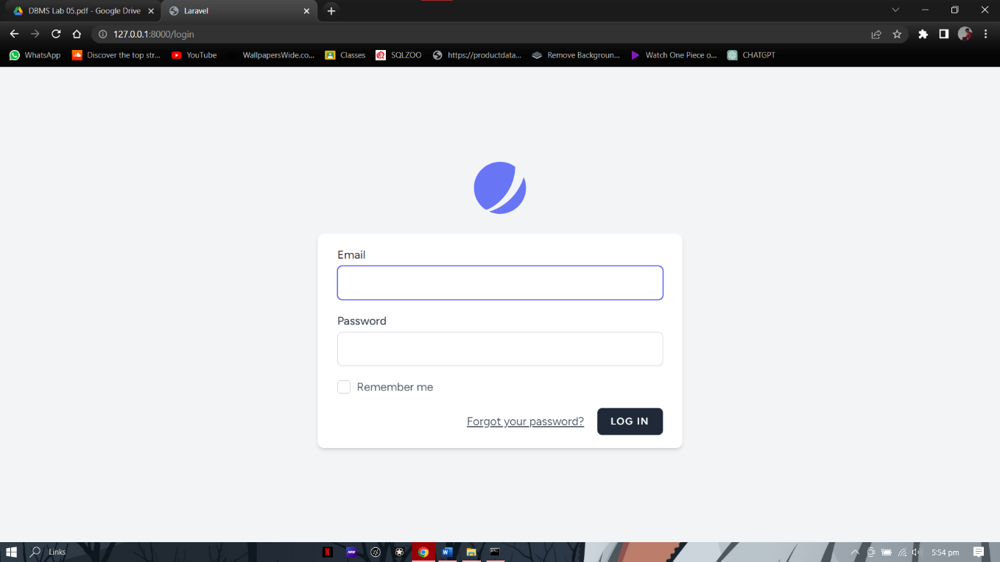 DBMS Lab 05.pdf - Google Drive
Laravel
127.0.0.1:8000/login
WhatsApp
Discover the top str...
YouTube
WallpapersWide.co...
Classes
SQLZOO
https://productdata...
Remove Backgroun...
Watch One Piece o...
CHATGPT
Email
Password
Remember me
Forgot your password?
LOG IN
Links
N
W
5:54 pm